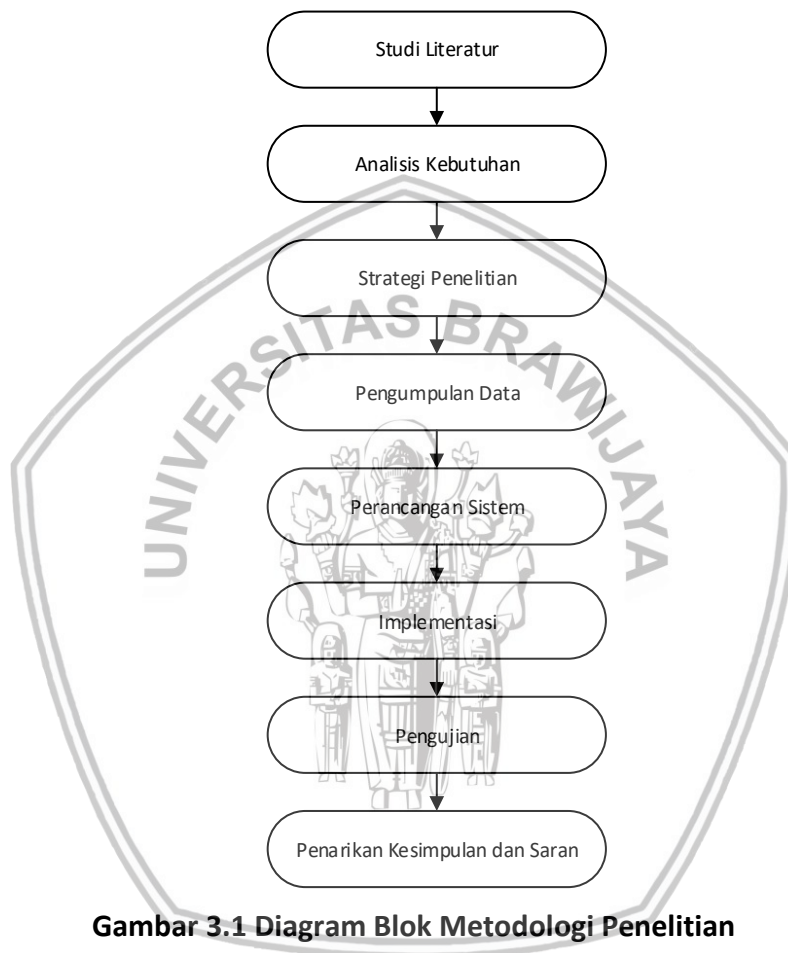 Studi Literatur
Analisis Kebutuhan
Strategi Penelitian
UNIVERSITAS BRAWIJAYA
Pengumpulan Data
Perancangan Sistem
Implementasi
Pengujian
Penarikan Kesimpulan dan Saran
Gambar 3.1 Diagram Blok Metodologi Penelitian